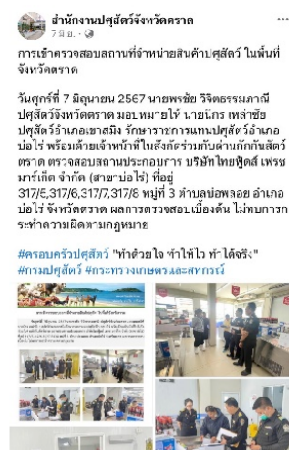 สำนักงานปศุสัตว์จังหวัดตราด
7 มิ.ย.
การเข้าตรวจสอบสถานที่จำหน่ายสินค้าปศุสัตว์ ในพื้นที่
จังหวัดตราด
วันศุกร์ที่ 7 มิถุนายน 2567 นายพรชัย วิจิตธรรมภาณี
ปศุสัตว์จังหวัดตราด มอบหมายให้ นายนิกร เหล่าชัย
ปศุสัตว์อำเภอเขาสมิง รักษาราชการแทนปศุสัตว์อำเภอ
บ่อไร่ พร้อมด้วยเจ้าหน้าที่ในสังกัดร่วมกับด่านกักกันสัตว์
ตราด ตรวจสอบสถานประกอบการ บริษัทไทยฟู้ดส์ เฟรช
มาร์เก็ต จำกัด (สาขาบ่อไร่) ที่อยู่
317/5,317/6,317/7,317/8 หมู่ที่ 3 ตำบลบ่อพลอย อำเภอ
บ่อไร่ จังหวัดตราด ผลการตรวจสอบเบื้องต้น ไม่พบการก
ระทำความผิดตามกฎหมาย
#ครอบครัวปศุสัตว์ "ทำด้วยใจ ทำให้ไว ทำได้จริง"
#กรมปศุสัตว์ #กระทรวงเกษตรและสหกรณ์